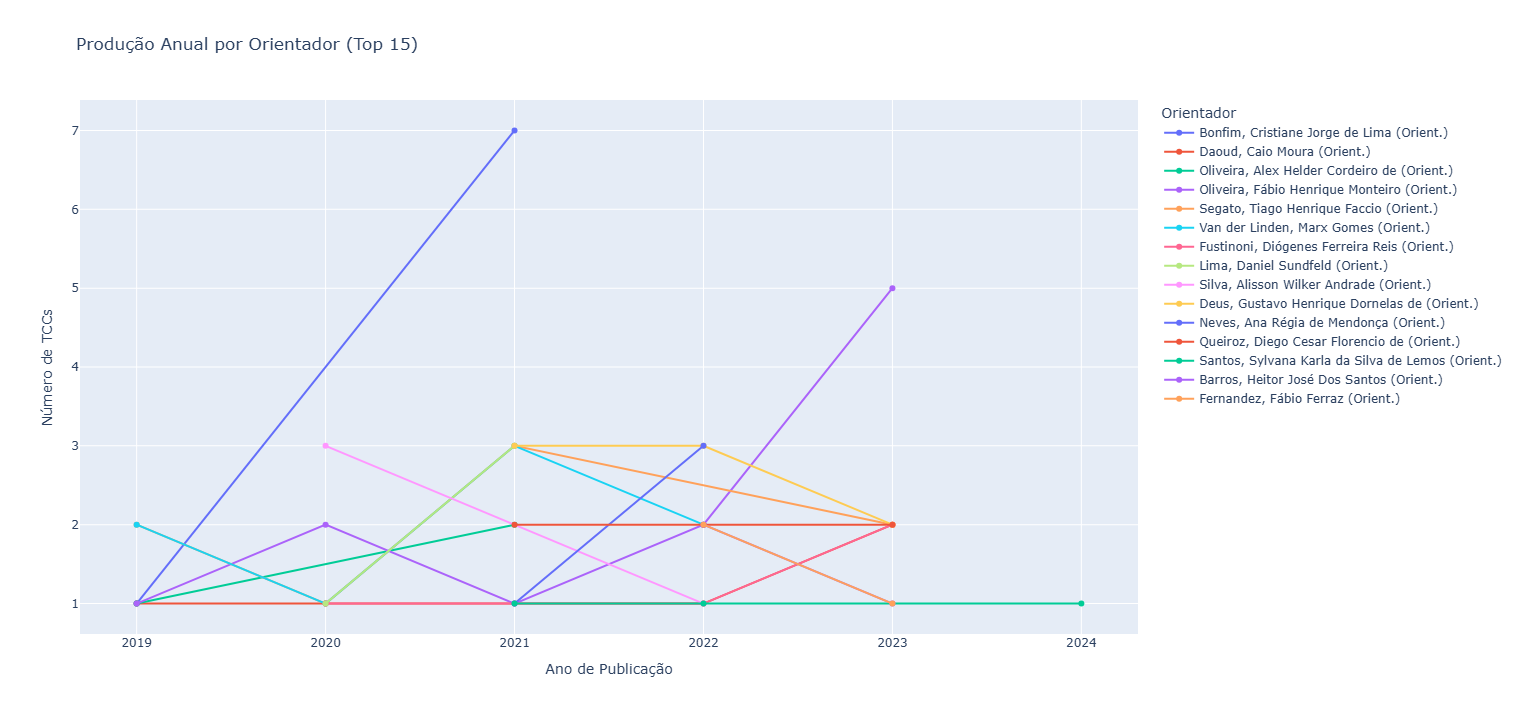 Produção Anual por Orientador (Top 15)
Número de TCCs
7
6
5
4
3
2
1
2019
2020
2021
2022
2023
2024
Ano de Publicação
Orientador
Bonfim, Cristiane Jorge de Lima (Orient.)
Daoud, Caio Moura (Orient.)
Oliveira, Alex Helder Cordeiro de (Orient.)
Oliveira, Fábio Henrique Monteiro (Orient.)
Segato, Tiago Henrique Faccio (Orient.)
Van der Linden, Marx Gomes (Orient.)
Fustinoni, Diógenes Ferreira Reis (Orient.)
Lima, Daniel Sundfeld (Orient.)
Silva, Alisson Wilker Andrade (Orient.)
Deus, Gustavo Henrique Dornelas de (Orient.)
Neves, Ana Régia de Mendonça (Orient.)
Queiroz, Diego Cesar Florencio de (Orient.)
Santos, Sylvana Karla da Silva de Lemos (Orient.)
Barros, Heitor José Dos Santos (Orient.)
Fernandez, Fábio Ferraz (Orient.)